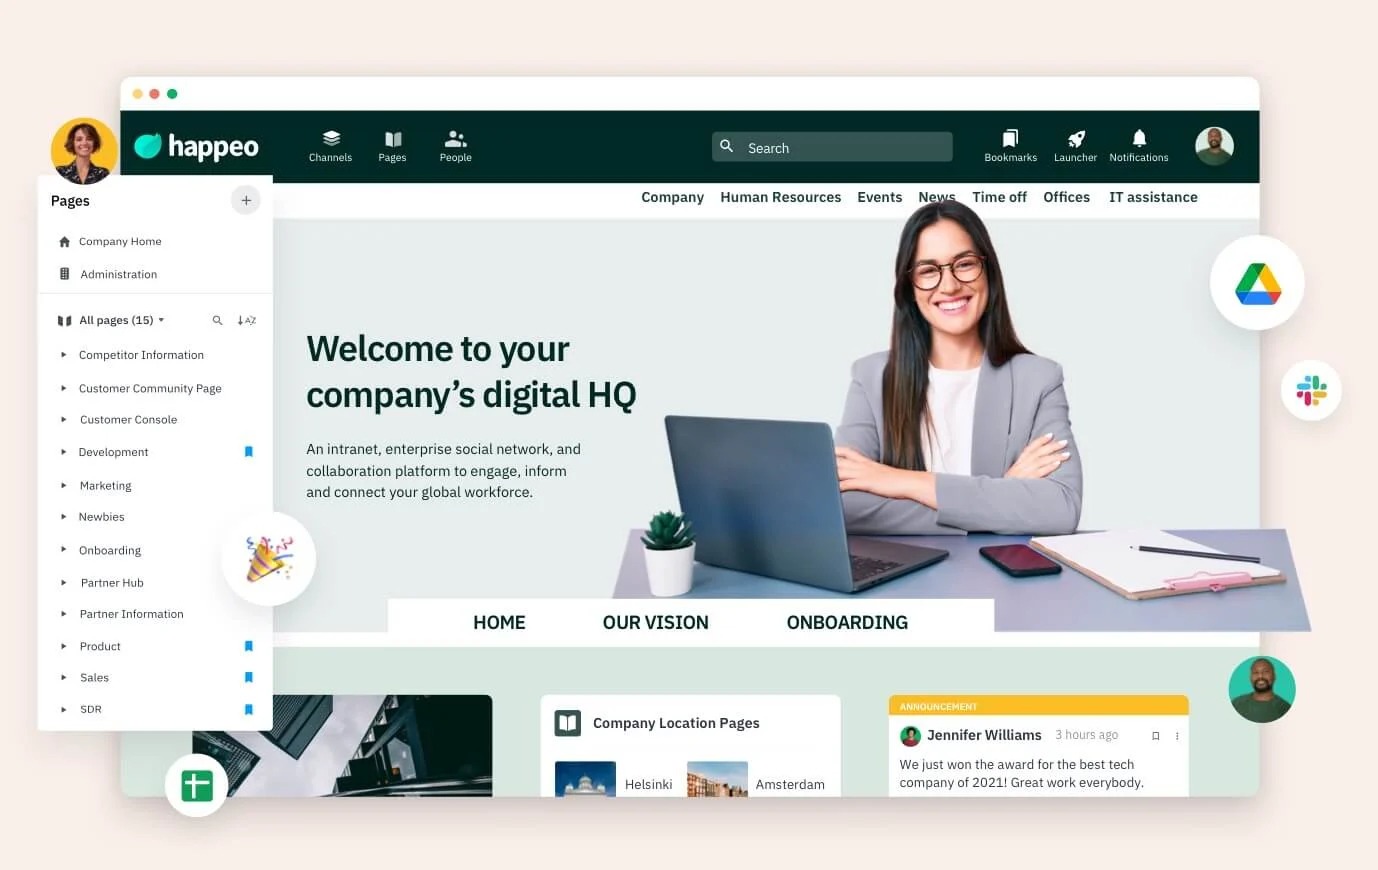 happeo
Channels
Pages
People
Search
Bookmarks
Launcher
Notifications
Company
Human Resources
Events
News
Time off
Offices
IT assistance
Pages
+
Company Home
Administration
All pages (15)
AZ
Competitor Information
Customer Community Page
Customer Console
Development
Marketing
Newbies
Onboarding
Partner Hub
Partner Information
Product
Sales
SDR
Welcome to your
company’s digital HQ
An intranet, enterprise social network, and
collaboration platform to engage, inform
and connect your global workforce.
HOME
OUR VISION
ONBOARDING
Company Location Pages
Helsinki
Amsterdam
ANNOUNCEMENT
Jennifer Williams 3 hours ago
We just won the award for the best tech
company of 2021! Great work everybody.